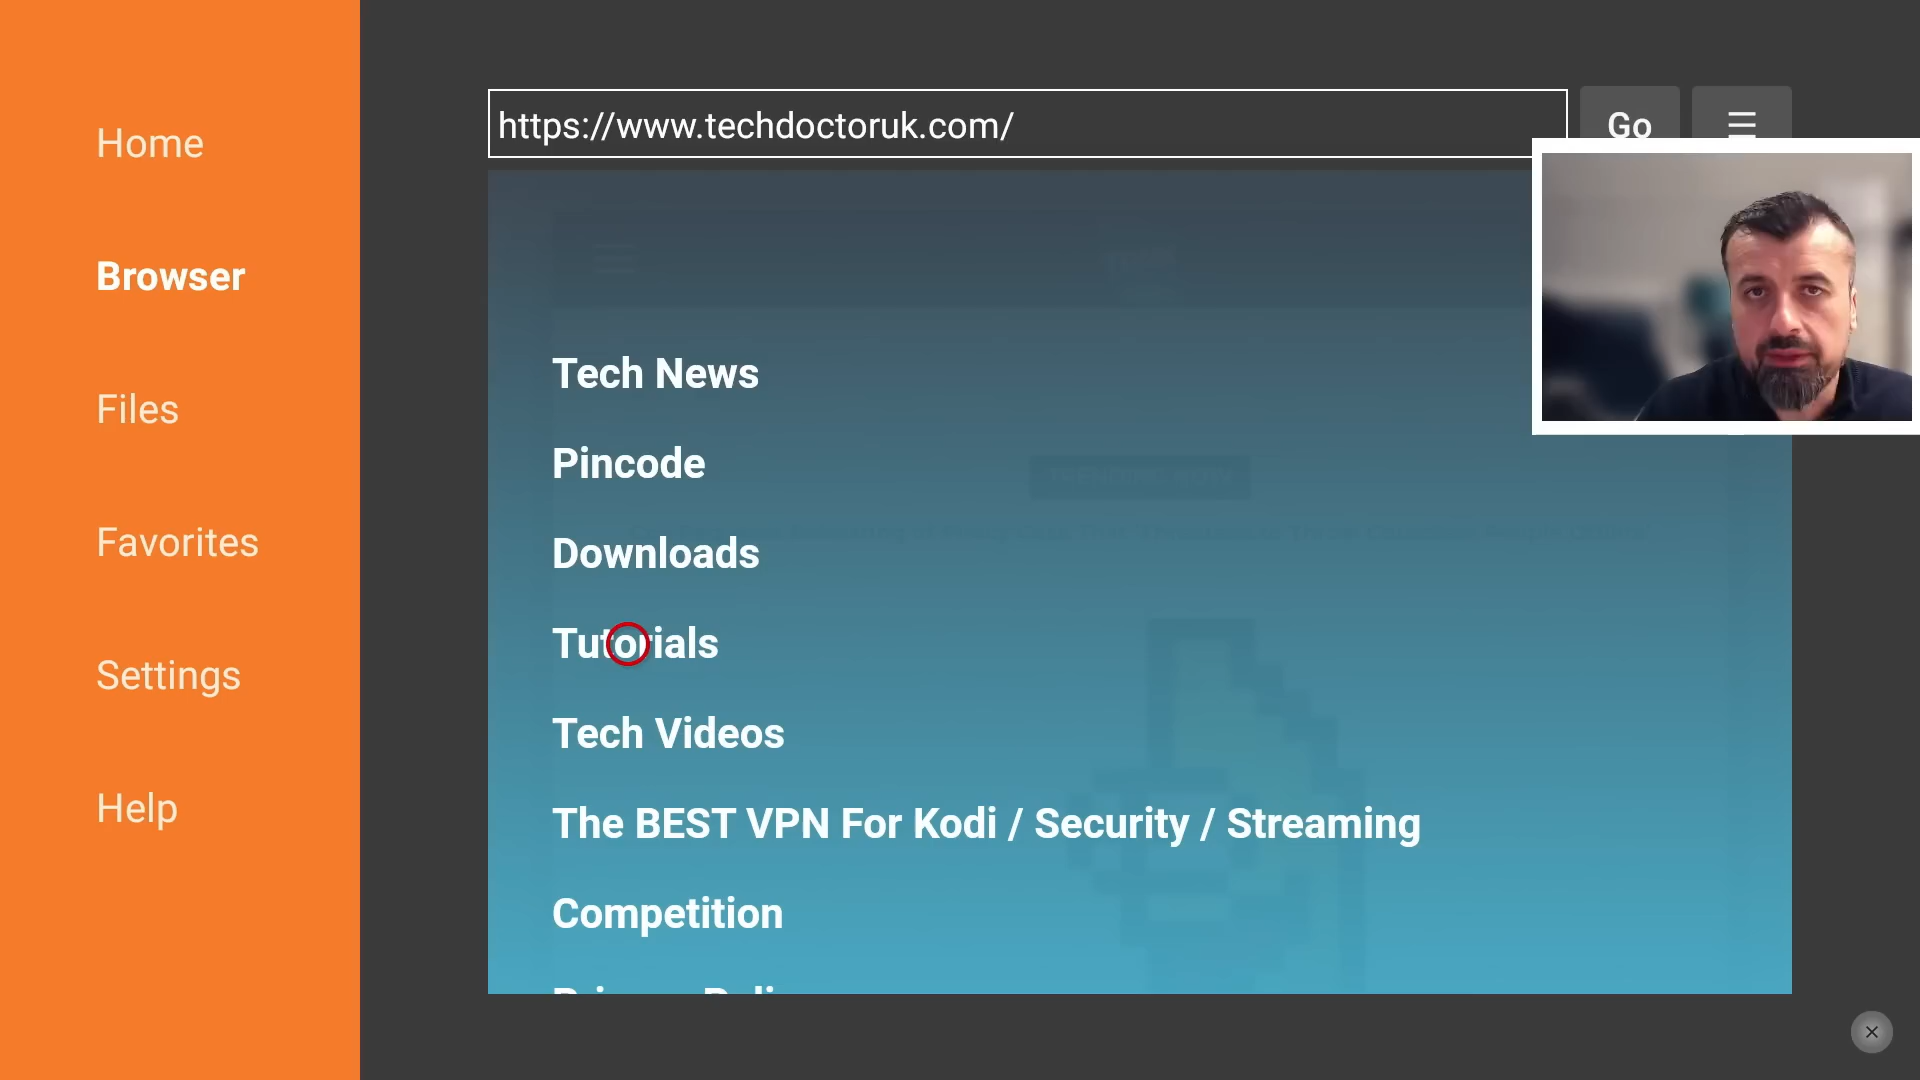 Home
Browser
Files
Favorites
Settings
Help
https://www.techdoctoruk.com/
Go
Tech News
Pincode
Downloads
Tutorials
Tech Videos
The BEST VPN For Kodi / Security / Streaming
Competition